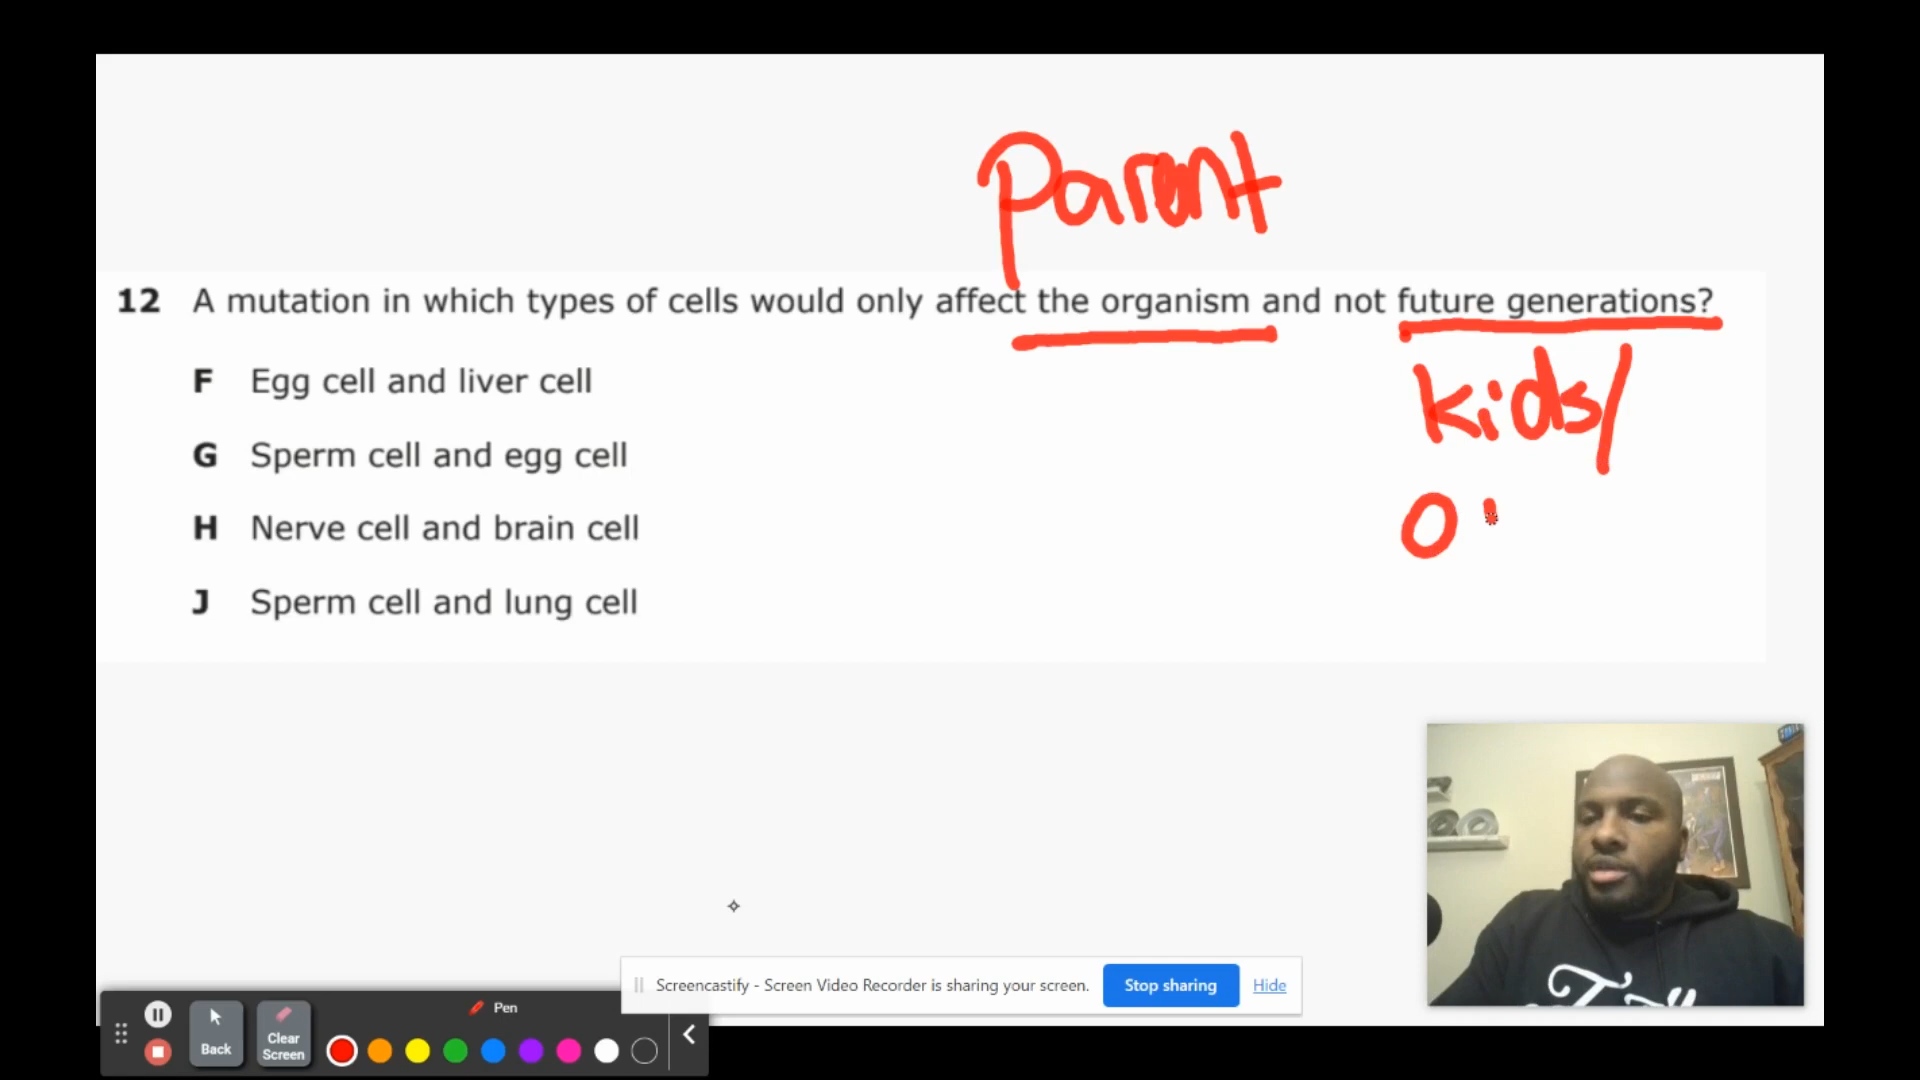 parent
12 A mutation in which types of cells would only affect the organism and not future generations?
F Egg cell and liver cell
kids/
G Sperm cell and egg cell
O
H Nerve cell and brain cell
J Sperm cell and lung cell
Screencastify - Screen Video Recorder is sharing your screen. Stop sharing Hide
Pen
Back
Clear
Screen